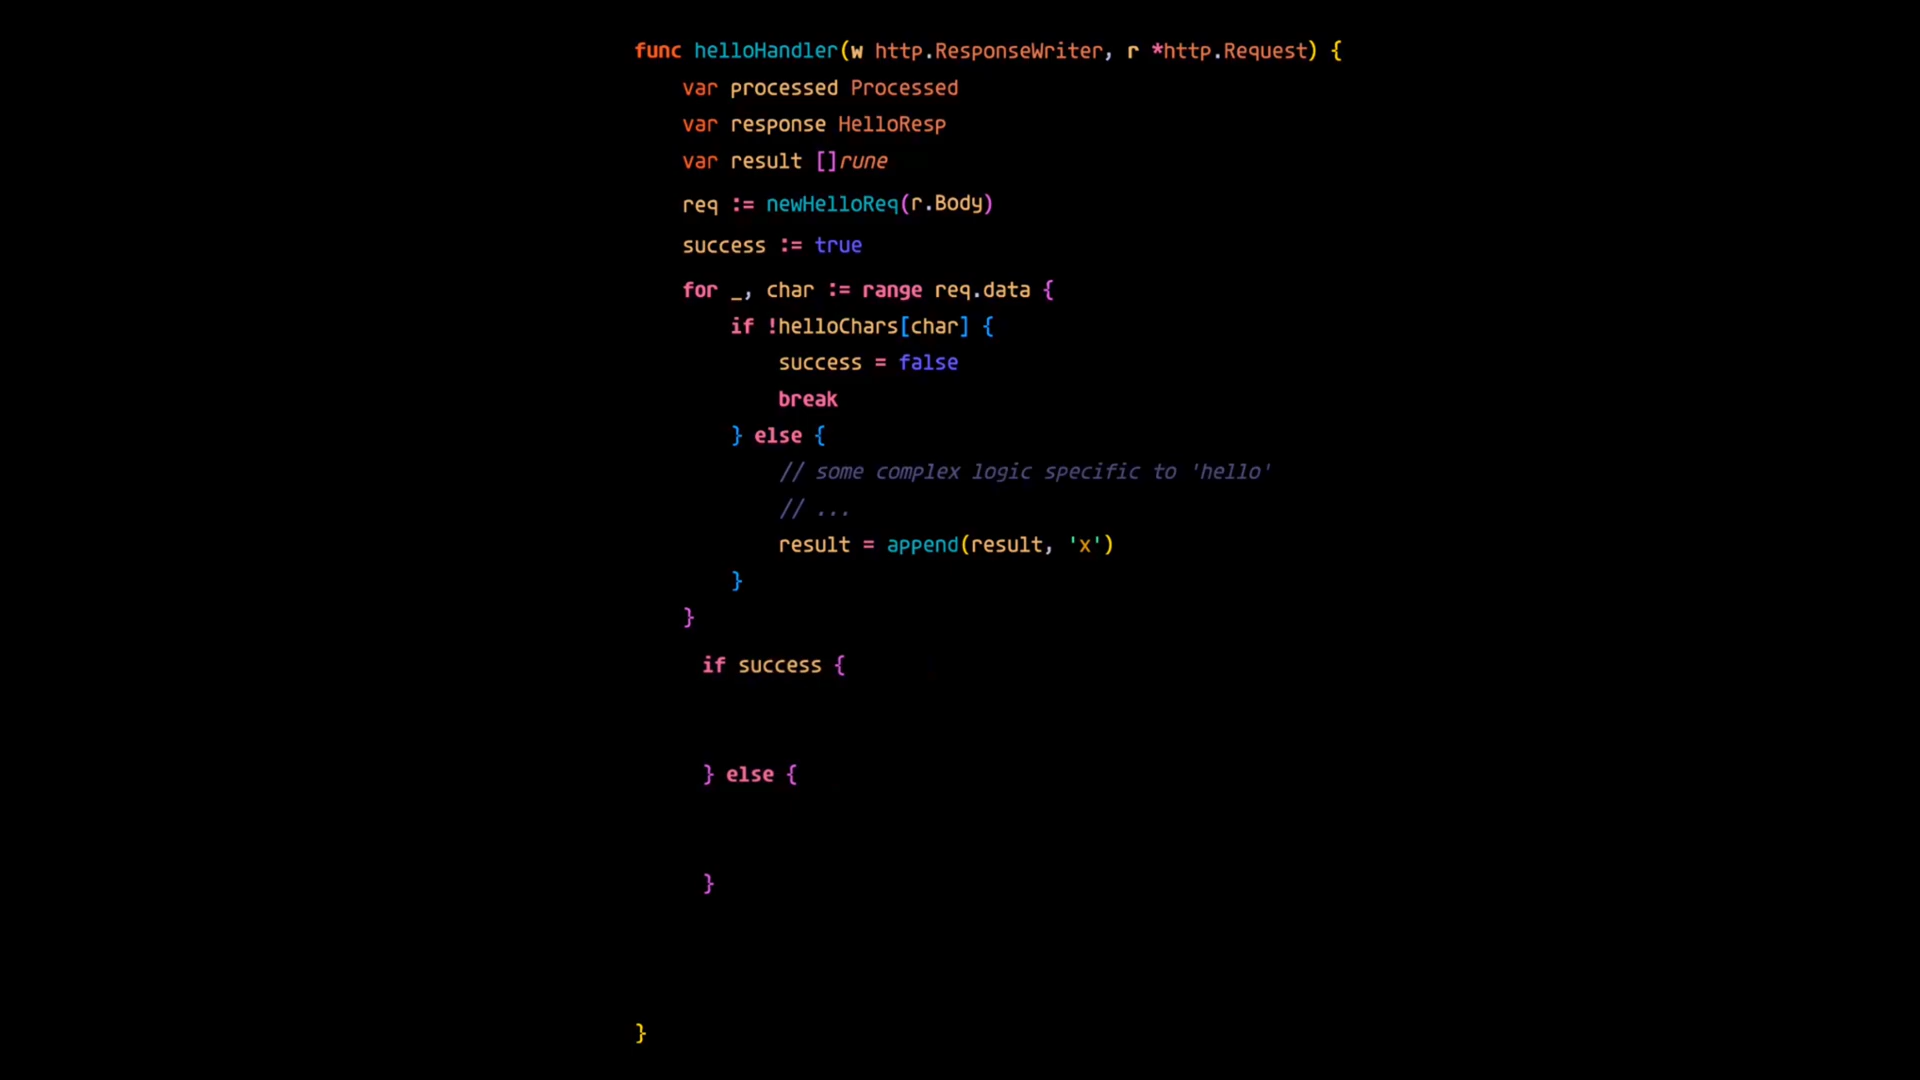 func helloHandler(w http.ResponseWriter, r *http.Request) {
    var processed Processed
    var response HelloResp
    var result []rune
    req := newHelloReq(r.Body)
    success := true
    for _, char := range req.data {
        if !helloChars[char] {
            success = false
            break
        } else {
            // some complex logic specific to 'hello'
            // ...
            result = append(result, 'x')
        }
    }
    if success {
    } else {
    }
}